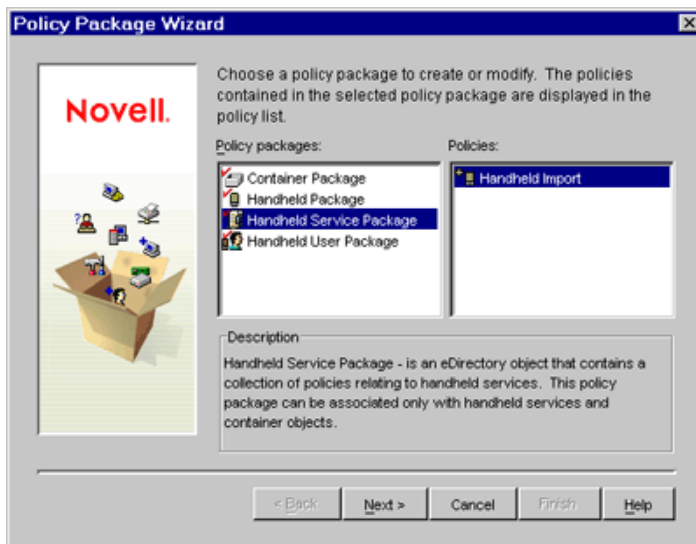 Policy Package Wizard
Novell.
Choose a policy package to create or modify. The policies
contained in the selected policy package are displayed in the
policy list.
Policy packages:
Container Package
Handheld Package
Handheld Service Package
Handheld User Package
Policies:
Handheld Import
Description
Handheld Service Package - is an eDirectory object that contains a
collection of policies relating to handheld services. This policy
package can be associated only with handheld services and
container objects.
< Back
Next >
Cancel
Finish
Help